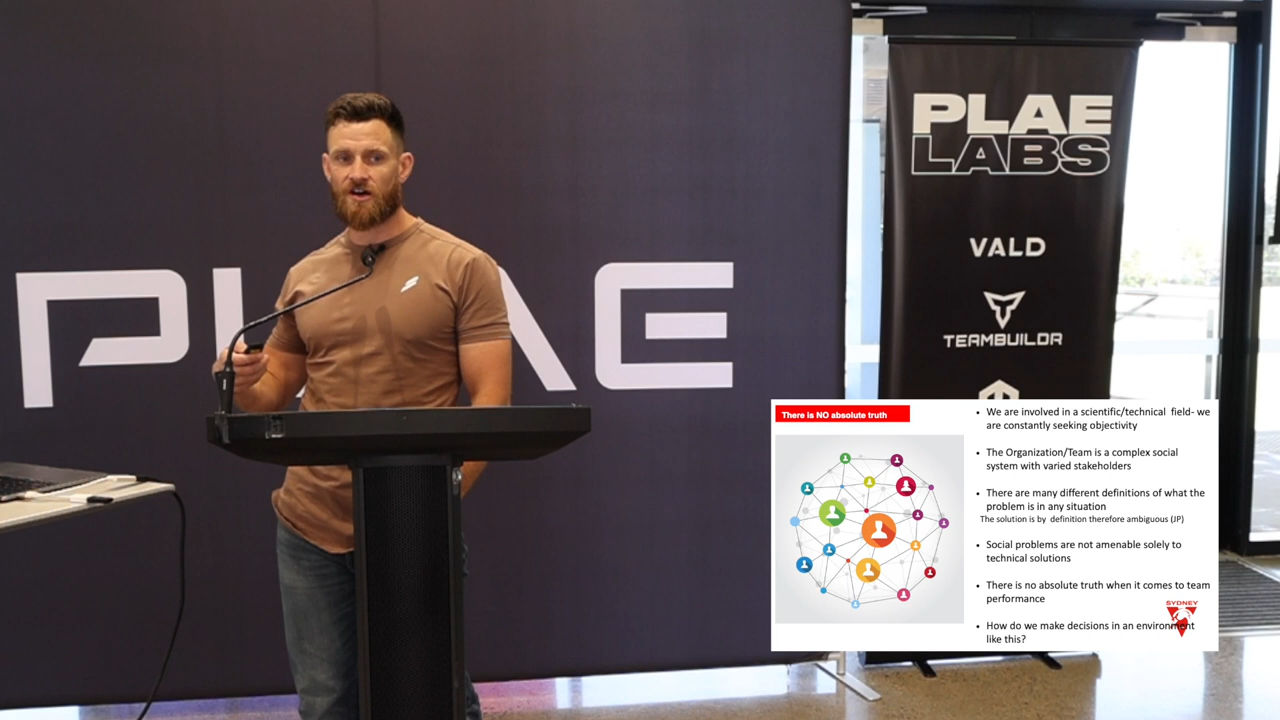 PLAE
PLAE
LABS
VALD
TEAMBUILDR
There is NO absolute truth
• We are involved in a scientific/technical field- we
are constantly seeking objectivity
• The Organization/Team is a complex social
system with varied stakeholders
• There are many different definitions of what the
problem is in any situation
The solution is by definition therefore ambiguous (JP)
• Social problems are not amenable solely to
technical solutions
• There is no absolute truth when it comes to team
performance
• How do we make decisions in an environment
like this?
SYDNEY